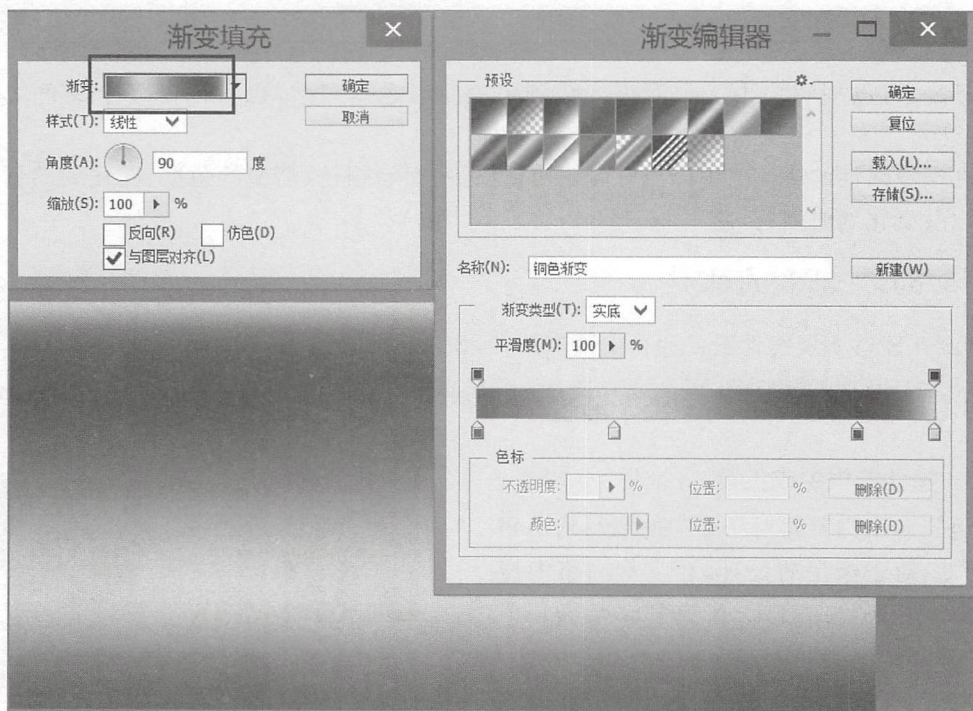 渐变填充
渐变:
确定
样式(T): 线性
取消
角度(A): 90 度
缩放(S): 100 %
反向(R) 仿色(D)
与图层对齐(L)
渐变编辑器
预设
确定
复位
载入(L)...
存储(S)...
名称(N): 铜色渐变
新建(W)
渐变类型(T): 实底
平滑度(M): 100 %
色标
不透明度: % 位置: % 删除(D)
颜色: 位置: % 删除(D)